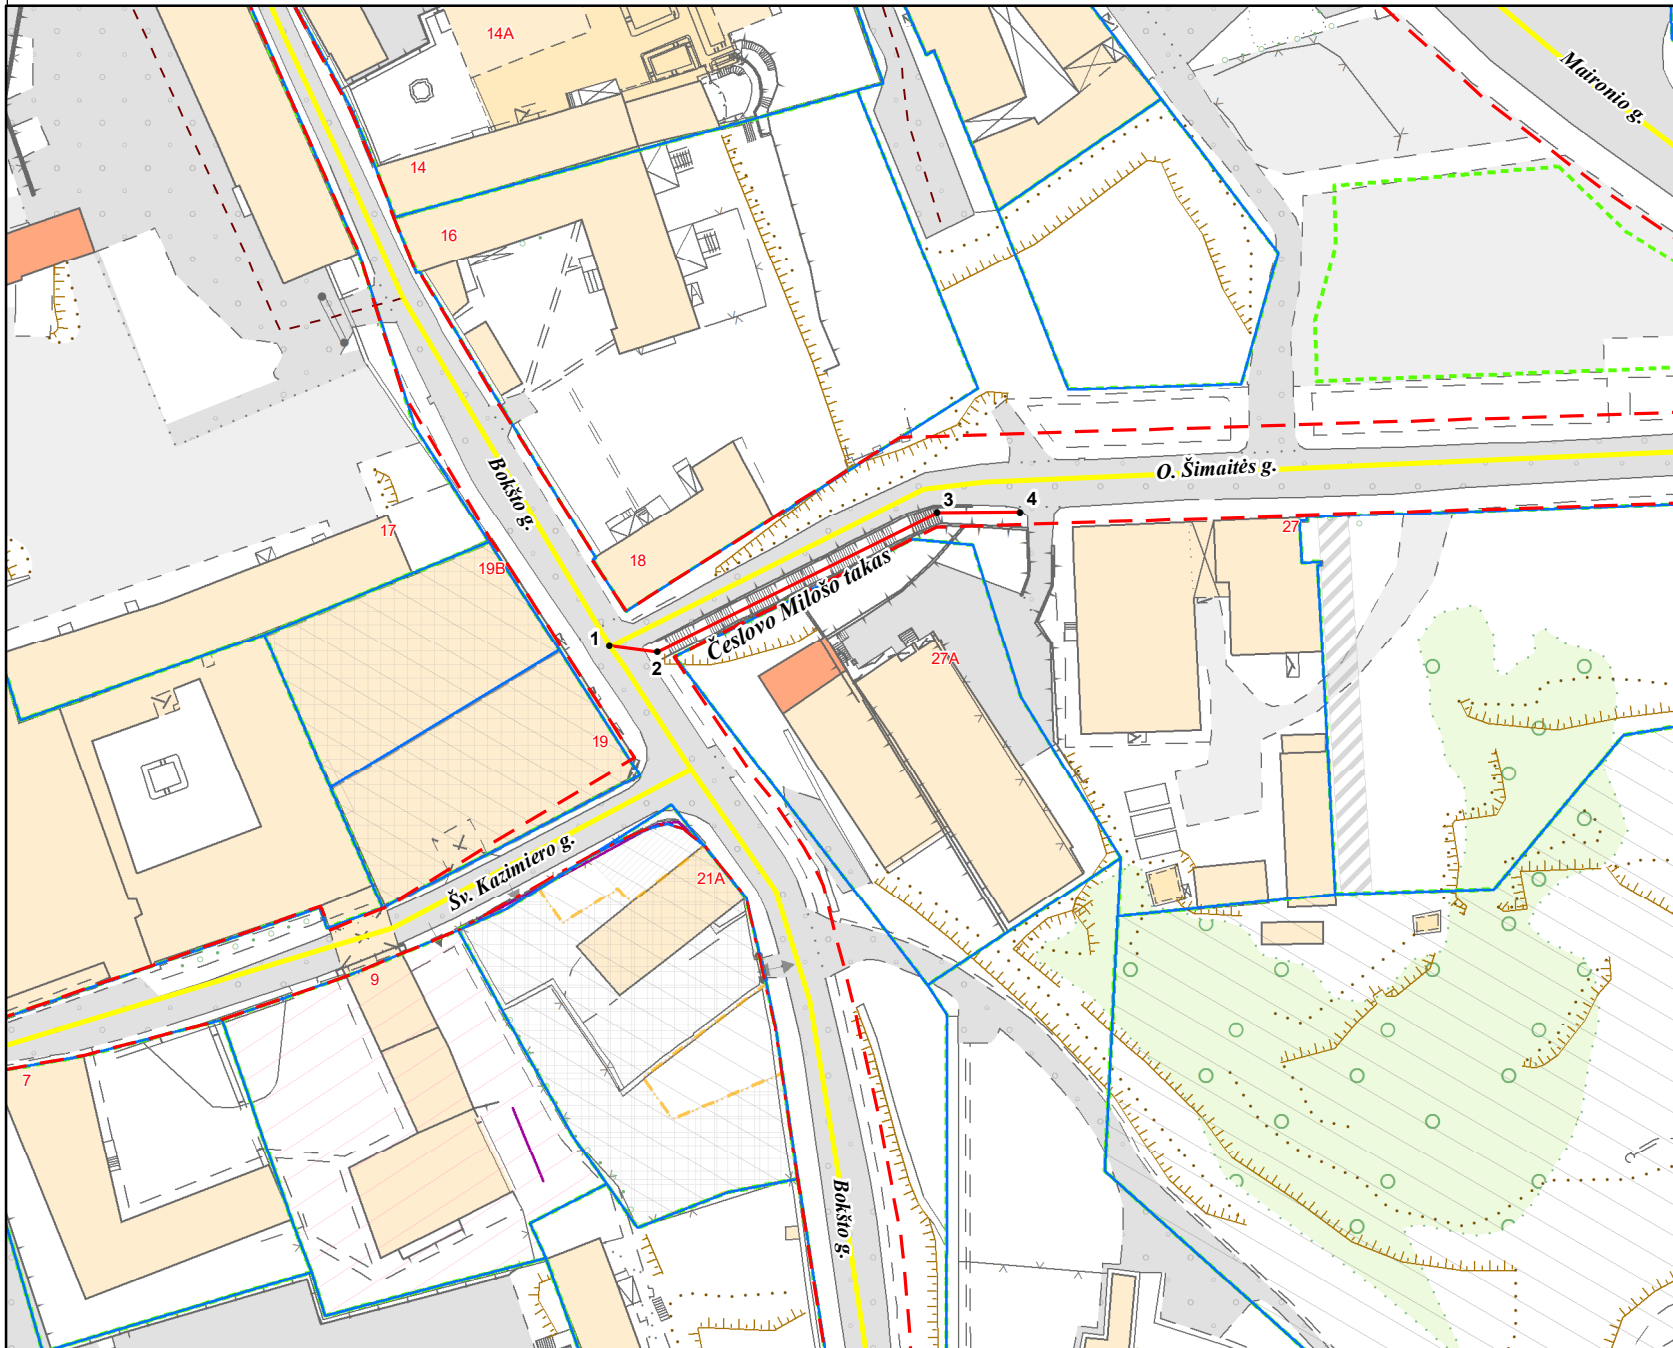 14A
Maironio g.
14
16
Bokšto g.
O. Šimaitės g.
3
4
17
27
18
19B
Česlovo Milošo takas
1
2
27A
19
Šv. Kazimiero g.
21A
9
7
Bokšto g.